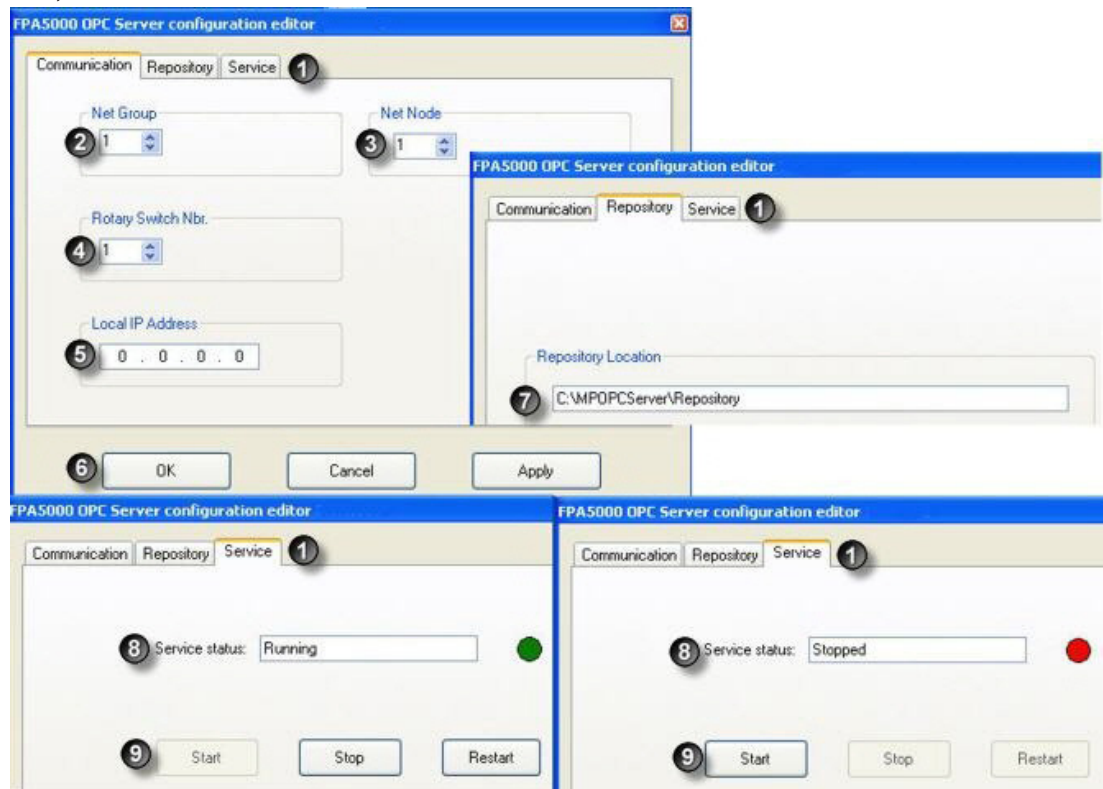 FPA5000 OPC Server configuration editor
Communication Repository Service 1
Net Group
2 1
Net Node
3 1
Rotary Switch Nbr.
4 1
Local IP Address
5 0 . 0 . 0 . 0
6 OK Cancel Apply
FPA5000 OPC Server configuration editor
Communication Repository Service 1
Repository Location
7 C:\MPOPCServer\Repository
FPA5000 OPC Server configuration editor
Communication Repository Service 1
8 Service status: Running
9 Start Stop Restart
FPA5000 OPC Server configuration editor
Communication Repository Service 1
8 Service status: Stopped
9 Start Stop Restart